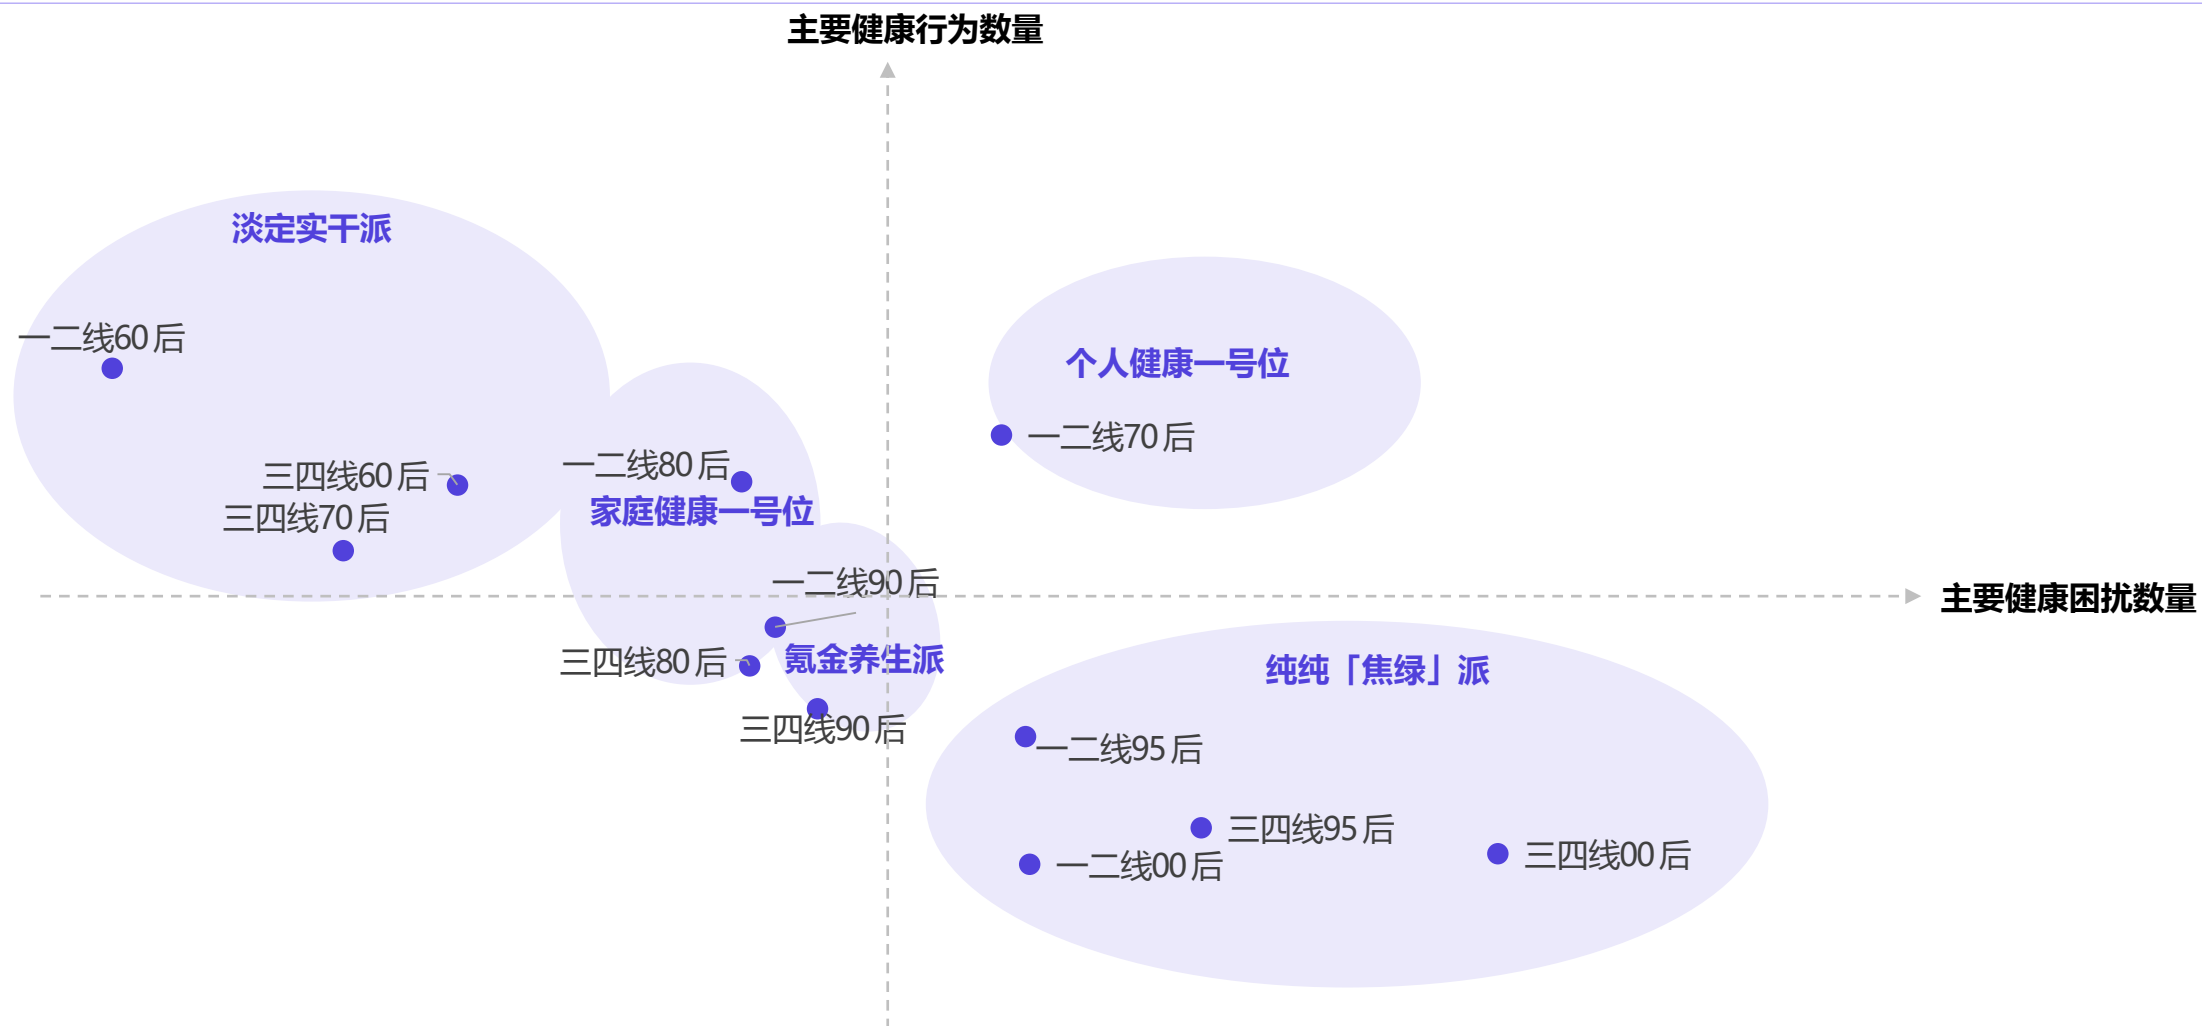 主要健康行为数量
淡定实干派
一二线60后
个人健康一号位
一二线70后
一二线80后
三四线60后
家庭健康一号位
三四线70后
一二线90后
主要健康困扰数量
三四线80后
氪金养生派
纯纯「焦绿」派
三四线90后
一二线95后
三四线95后
三四线00后
一二线00后